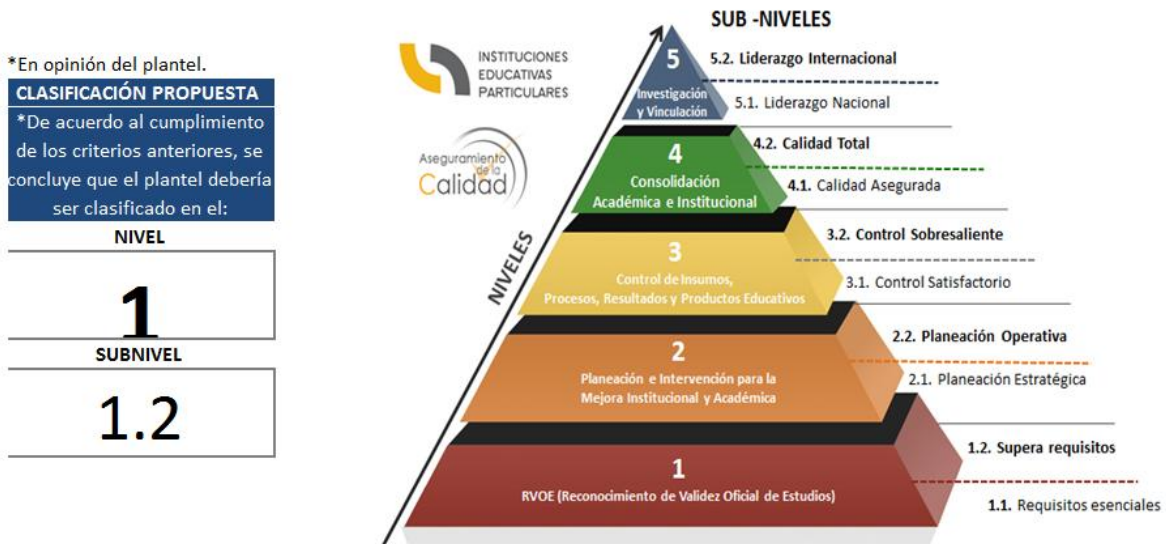 *En opinión del plantel.
CLASIFICACIÓN PROPUESTA
*De acuerdo al cumplimiento
de los criterios anteriores, se
concluye que el plantel debería
ser clasificado en el:
NIVEL
1
SUBNIVEL
1.2
INSTITUCIONES
EDUCATIVAS
PARTICULARES
Aseguramiento
de la
Calidad
NIVELES
SUB -NIVELES
5
Investigación
y Vinculación
5.2. Liderazgo Internacional
5.1. Liderazgo Nacional
4
Consolidación
Académica e Institucional
4.2. Calidad Total
4.1. Calidad Asegurada
3
Control de Insumos,
Procesos, Resultados y Productos Educativos
3.2. Control Sobresaliente
3.1. Control Satisfactorio
2
Planeación e Intervención para la
Mejora Institucional y Académica
2.2. Planeación Operativa
2.1. Planeación Estratégica
1
RVOE (Reconocimiento de Validez Oficial de Estudios)
1.2. Supera requisitos
1.1. Requisitos esenciales